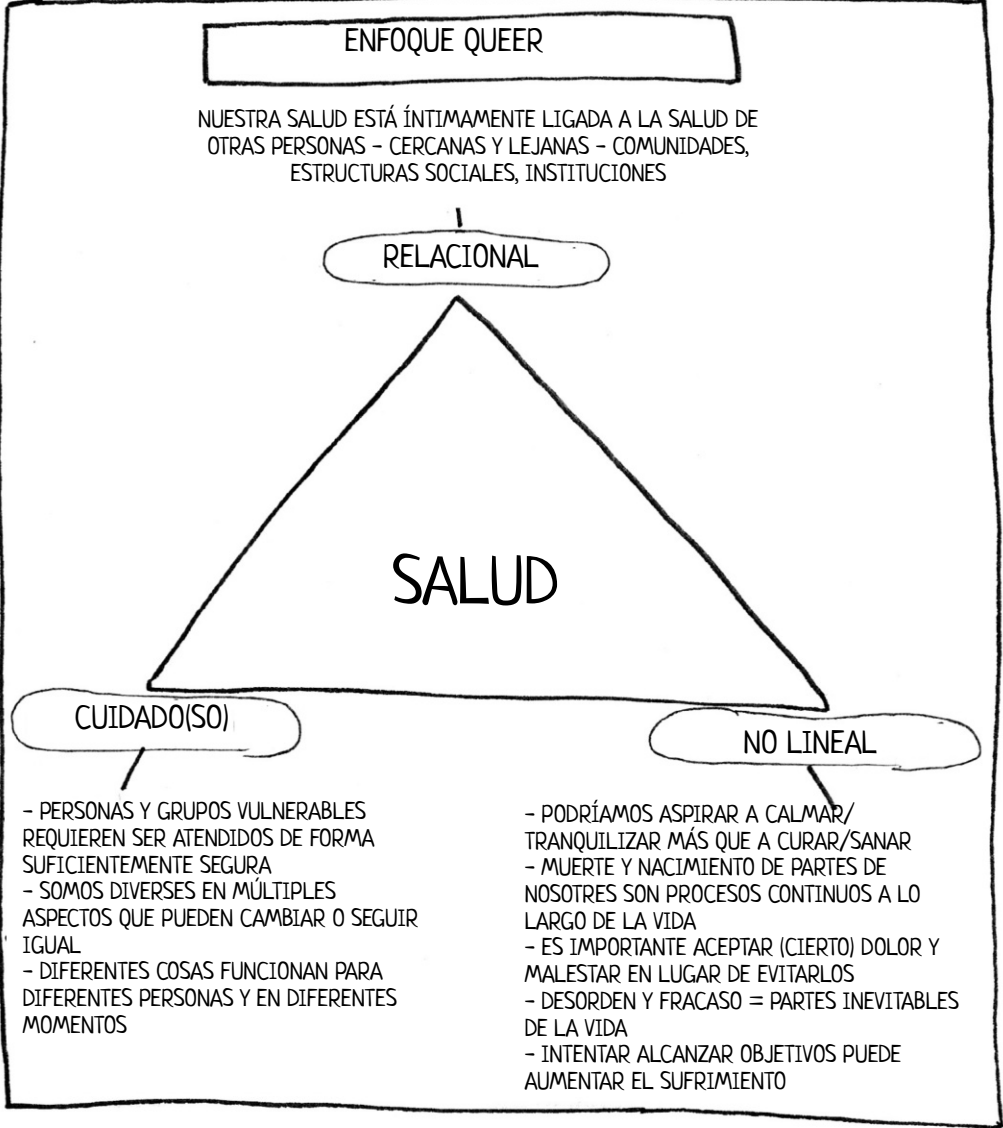 ENFOQUE QUEER
NUESTRA SALUD ESTÁ ÍNTIMAMENTE LIGADA A LA SALUD DE
OTRAS PERSONAS - CERCANAS Y LEJANAS - COMUNIDADES,
ESTRUCTURAS SOCIALES, INSTITUCIONES
RELACIONAL
SALUD
CUIDADO(SO)
- PERSONAS Y GRUPOS VULNERABLES
REQUIEREN SER ATENDIDOS DE FORMA
SUFICIENTEMENTE SEGURA
- SOMOS DIVERSES EN MÚLTIPLES
ASPECTOS QUE PUEDEN CAMBIAR O SEGUIR
IGUAL
- DIFERENTES COSAS FUNCIONAN PARA
DIFERENTES PERSONAS Y EN DIFERENTES
MOMENTOS
NO LINEAL
- PODRÍAMOS ASPIRAR A CALMAR/
TRANQUILIZAR MÁS QUE A CURAR/SANAR
- MUERTE Y NACIMIENTO DE PARTES DE
NOSOTRES SON PROCESOS CONTINUOS A LO
LARGO DE LA VIDA
- ES IMPORTANTE ACEPTAR (CIERTO) DOLOR Y
MALESTAR EN LUGAR DE EVITARLOS
- DESORDEN Y FRACASO = PARTES INEVITABLES
DE LA VIDA
- INTENTAR ALCANZAR OBJETIVOS PUEDE
AUMENTAR EL SUFRIMIENTO